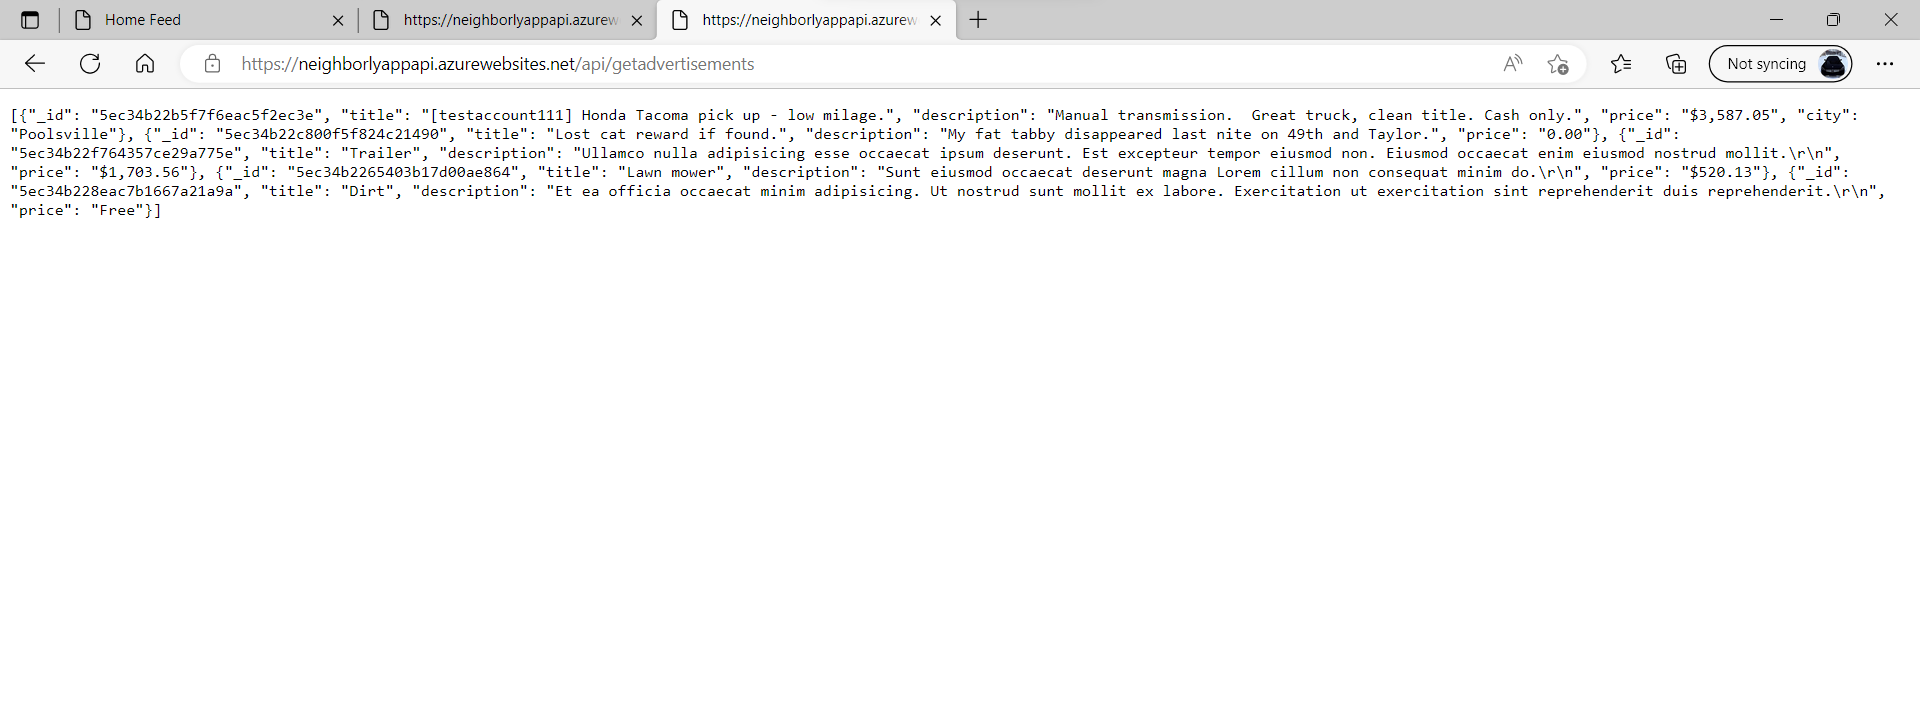 Home Feed
https://neighborlyappapi.azurew
https://neighborlyappapi.azurew
https://neighborlyappapi.azurewebsites.net/api/getadvertisements
A
Not syncing
[{"_id": "5ec34b22b5f7f6eac5f2ec3e", "title": "[testaccount111] Honda Tacoma pick up - low milage.", "description": "Manual transmission.  Great truck, clean title. Cash only.", "price": "$3,587.05", "city":
"Poolsville"}, {"_id": "5ec34b22c800f5f824c21490", "title": "Lost cat reward if found.", "description": "My fat tabby disappeared last nite on 49th and Taylor.", "price": "0.00"}, {"_id":
"5ec34b22f764357ce29a775e", "title": "Trailer", "description": "Ullamco nulla adipisicing esse occaecat ipsum deserunt. Est excepteur tempor eiusmod non. Eiusmod occaecat enim eiusmod nostrud mollit.\r\n",
"price": "$1,703.56"}, {"_id": "5ec34b2265403b17d00ae864", "title": "Lawn mower", "description": "Sunt eiusmod occaecat deserunt magna Lorem cillum non consequat minim do.\r\n", "price": "$520.13"}, {"_id":
"5ec34b228eac7b1667a21a9a", "title": "Dirt", "description": "Et ea officia occaecat minim adipisicing. Ut nostrud sunt mollit ex labore. Exercitation ut exercitation sint reprehenderit duis reprehenderit.\r\n",
"price": "Free"}]